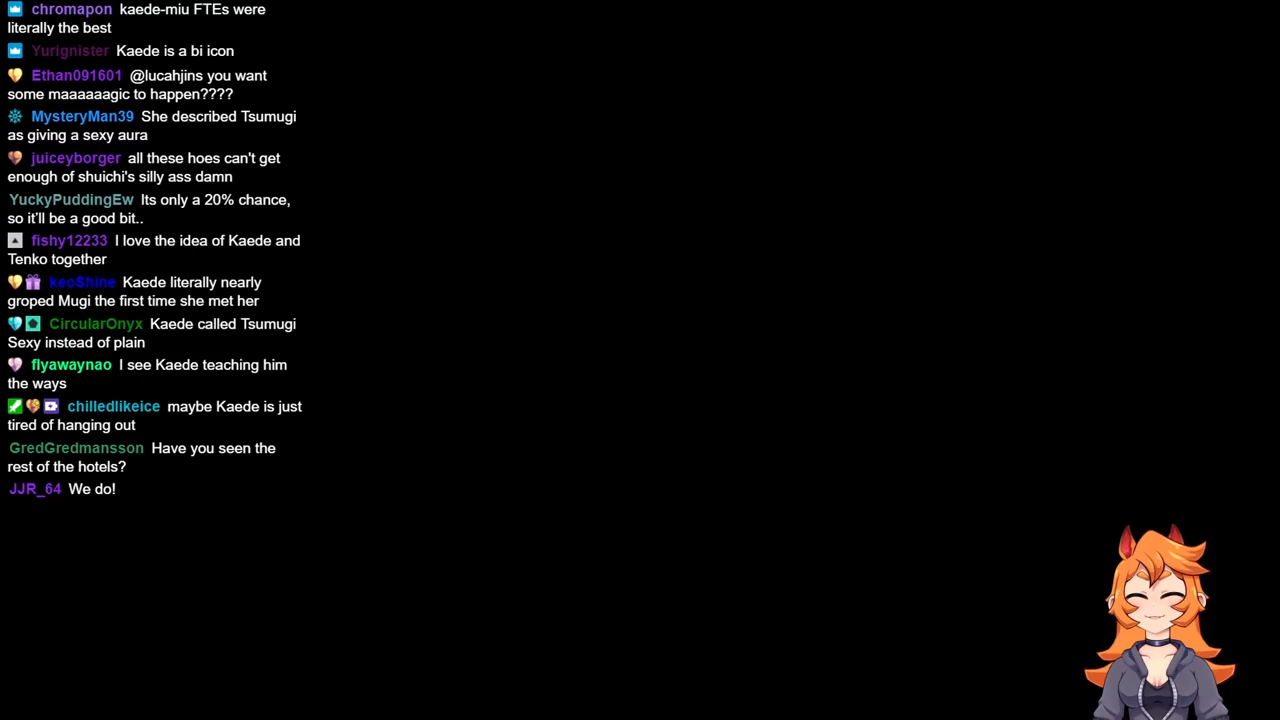 chromapon kaede-miu FTEs were
literally the best
Yurignister Kaede is a bi icon
Ethan091601 @lucahjins you want
some maaaaaagic to happen????
MysteryMan39 She described Tsumugi
as giving a sexy aura
juiceyborger all these hoes can't get
enough of shuichi's silly ass damn
YuckyPuddingEw Its only a 20% chance,
so it'll be a good bit..
fishy12233 I love the idea of Kaede and
Tenko together
keoShine Kaede literally nearly
groped Mugi the first time she met her
CircularOnyx Kaede called Tsumugi
Sexy instead of plain
flyawaynao I see Kaede teaching him
the ways
chilledlikeice maybe Kaede is just
tired of hanging out
GredGredmansson Have you seen the
rest of the hotels?
JJR_64 We do!